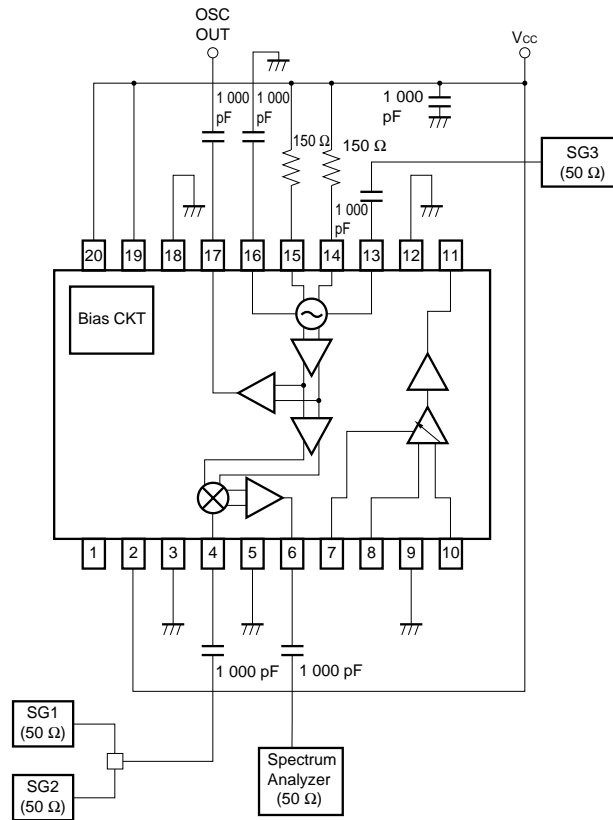 OSC
OUT
VCC
1 000
pF
1 000
pF
150 Ω
150 Ω
1 000
pF
SG3
(50 Ω)
1 000
pF
20
19
18
17
16
15
14
13
12
11
Bias CKT
1
2
3
4
5
6
7
8
9
10
1 000 pF
1 000 pF
SG1
(50 Ω)
SG2
(50 Ω)
Spectrum
Analyzer
(50 Ω)